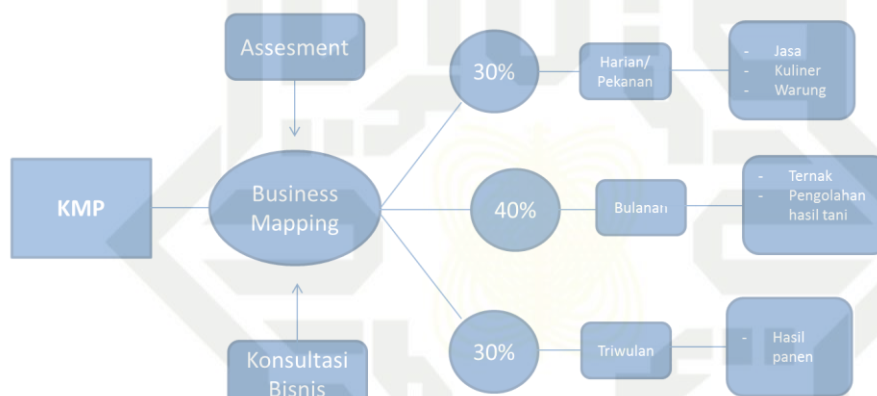 Assesment
30%
Harian/
Pekanan
- Jasa
- Kuliner
- Warung
KMP
Business
Mapping
40%
Bulanan
- Ternak
- Pengolahan
hasil tani
30%
Triwulan
- Hasil
panen
Konsultasi
Bisnis